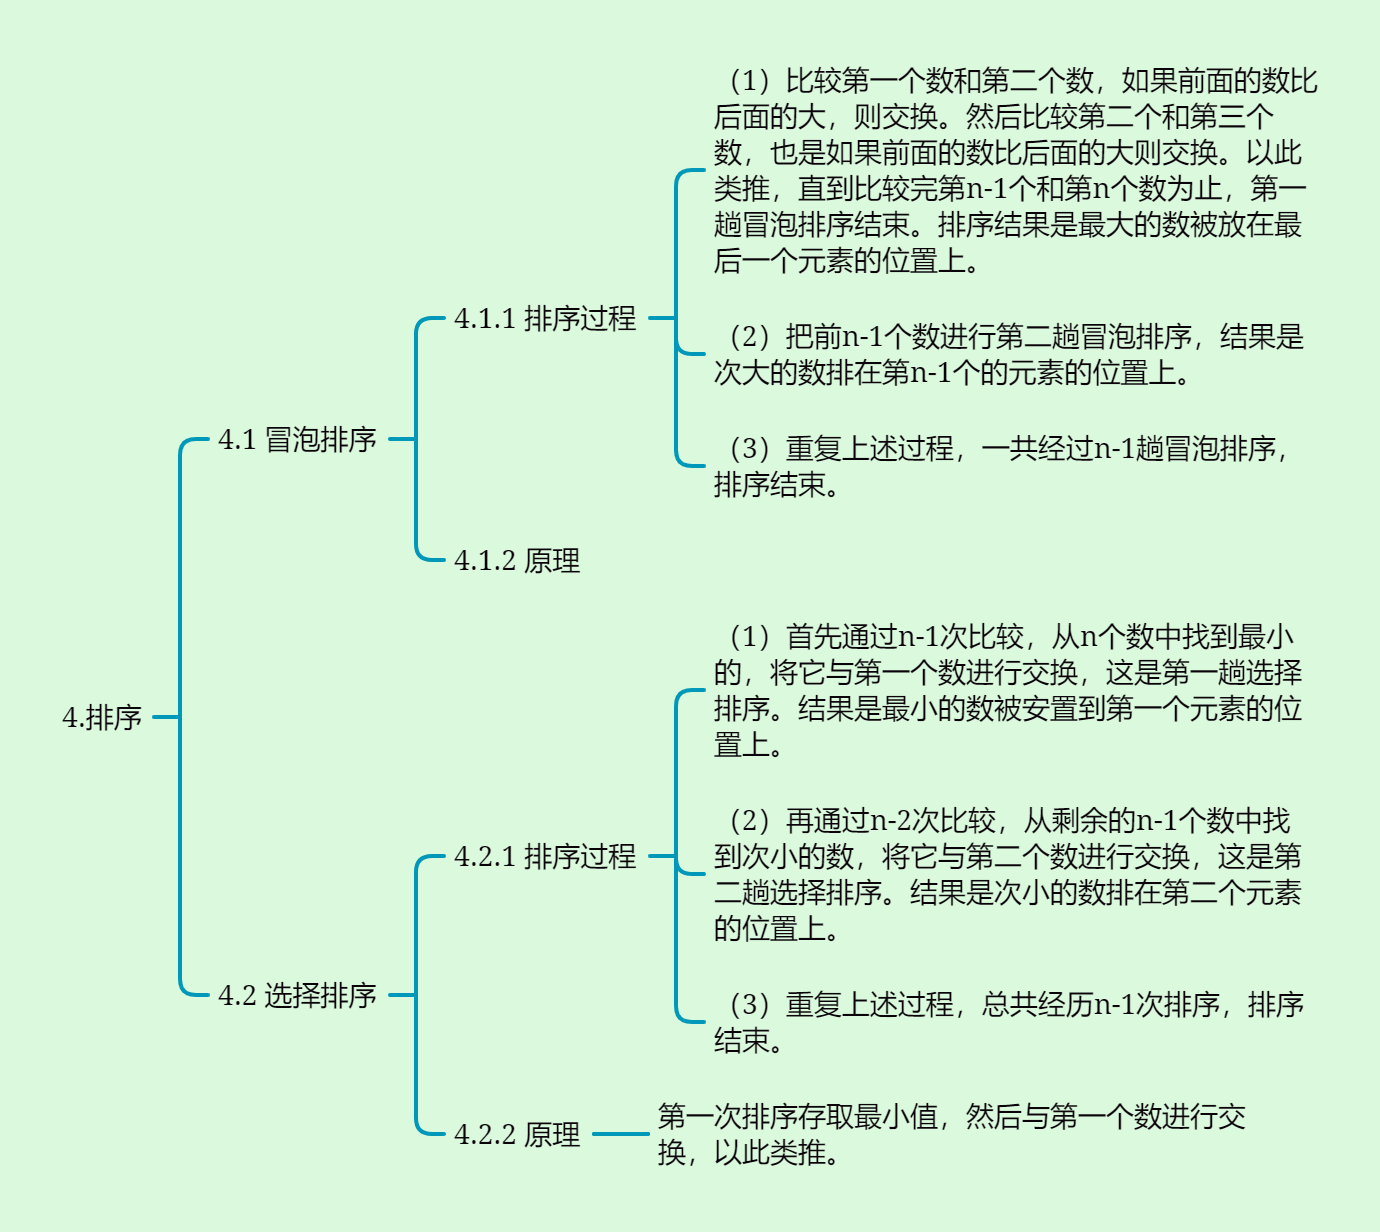 4.排序
4.1 冒泡排序
4.1.1 排序过程
（1）比较第一个数和第二个数，如果前面的数比
后面的大，则交换。然后比较第二个和第三个
数，也是如果前面的数比后面的大则交换。以此
类推，直到比较完第n-1个和第n个数为止，第一
趟冒泡排序结束。排序结果是最大的数被放在最
后一个元素的位置上。
（2）把前n-1个数进行第二趟冒泡排序，结果是
次大的数排在第n-1个的元素的位置上。
（3）重复上述过程，一共经过n-1趟冒泡排序，
排序结束。
4.1.2 原理
4.2 选择排序
4.2.1 排序过程
（1）首先通过n-1次比较，从n个数中找到最小
的，将它与第一个数进行交换，这是第一趟选择
排序。结果是最小的数被安置到第一个元素的位
置上。
（2）再通过n-2次比较，从剩余的n-1个数中找
到次小的数，将它与第二个数进行交换，这是第
二趟选择排序。结果是次小的数排在第二个元素
的位置上。
（3）重复上述过程，总共经历n-1次排序，排序
结束。
4.2.2 原理
第一次排序存取最小值，然后与第一个数进行交
换，以此类推。